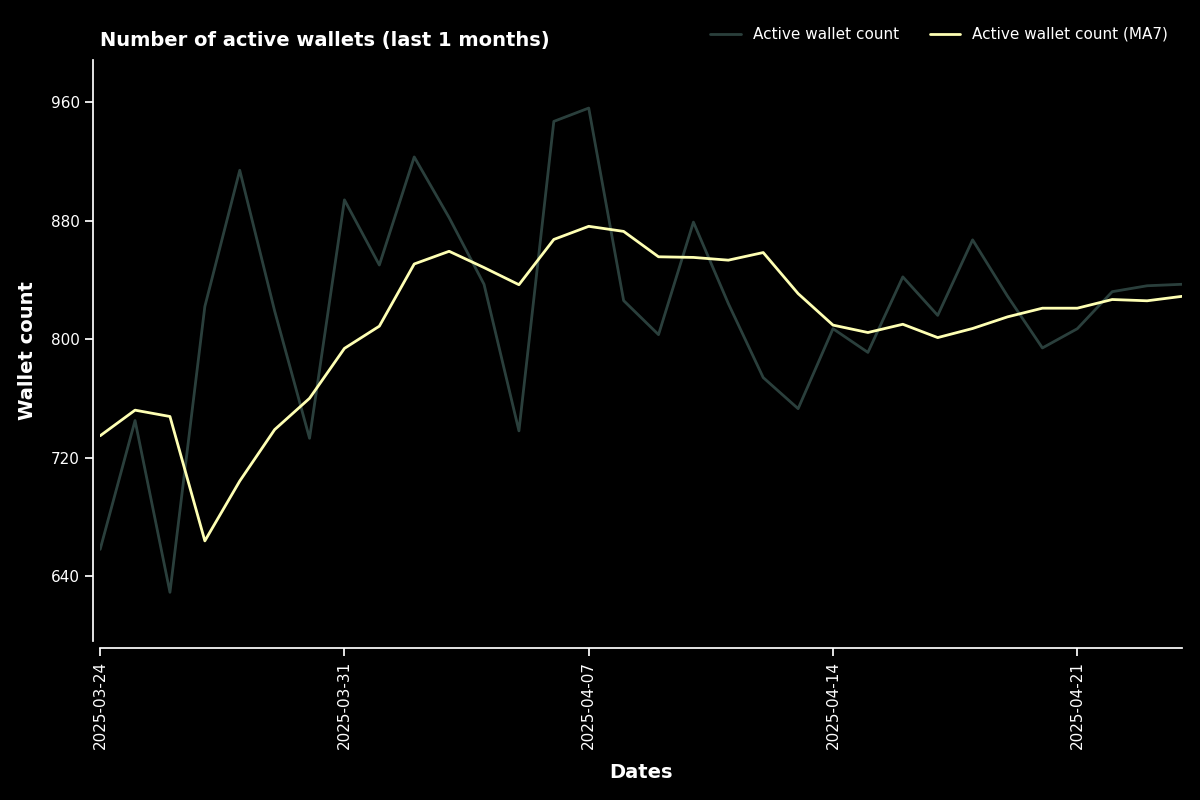 Number of active wallets (last 1 months)
Active wallet count
Active wallet count (MA7)
960
880
800
720
640
Wallet count
2025-03-24
2025-03-31
2025-04-07
2025-04-14
2025-04-21
Dates